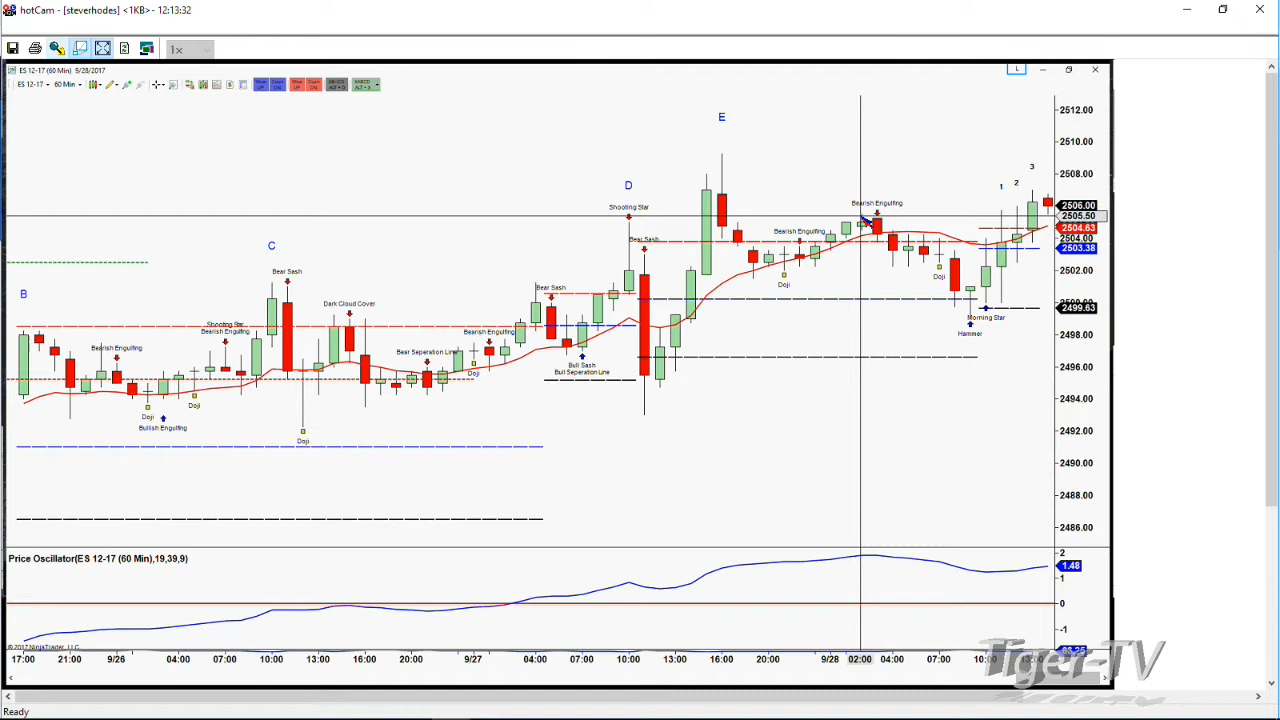 hotCam - [steverhodes] <1KB> - 12:13:32
1x
ES 12-17 (60 Min) 9/28/2017
L
ES 12-17 60 Min
2512.00
E
2510.00
2508.00
3
2
1
D
Shooting Star
Bearish Engulfing
2506.00
2505.50
2504.63
2504.00
2503.38
2502.00
C
Bear Sash
Bearish Engulfing
B
Bear Sash
Bear Sash
Doji
Doji
Dark Cloud Cover
2499.63
Shooting Star
Bearish Engulfing
Bearish Engulfing
Morning Star
Hammer
2498.00
Bearish Engulfing
Bear Seperation Line
Bull Sash
Bull Seperation Line
Doji
2496.00
Doji
Doji
2494.00
Bullish Engulfing
Doji
2492.00
2490.00
2488.00
2486.00
Price Oscillator(ES 12-17 (60 Min),19,39,9)
2
1.48
1
0
-1
© 2017 NinjaTrader, LLC
17:00 21:00 9/26 04:00 07:00 10:00 13:00 16:00 20:00 9/27 04:00 07:00 10:00 13:00 16:00 20:00 9/28 02:00 04:00 07:00 10:00 13:00
Tiger-TV
Ready